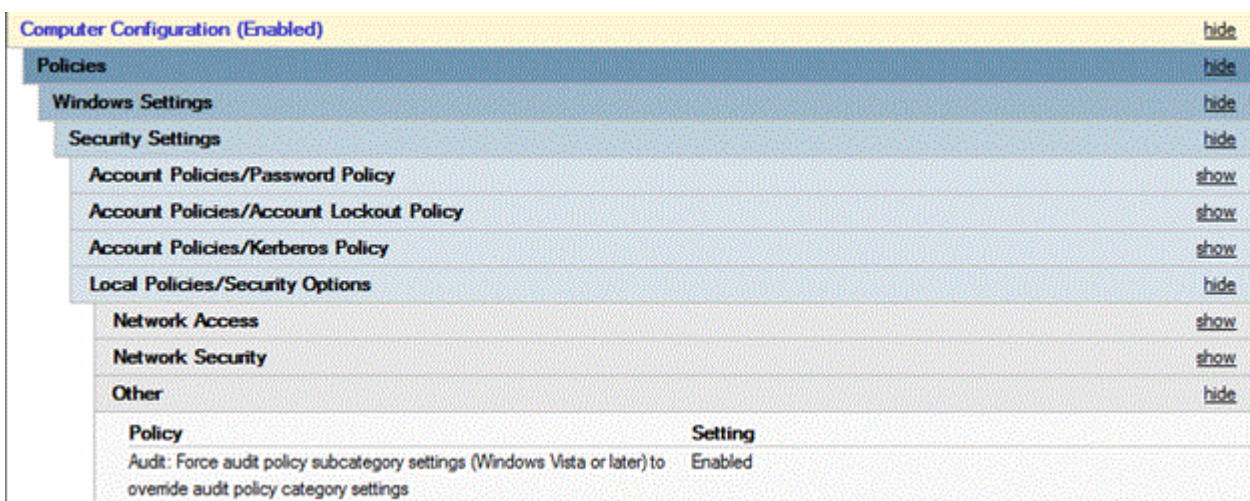 Computer Configuration (Enabled) hide
Policies hide
Windows Settings hide
Security Settings hide
Account Policies/Password Policy show
Account Policies/Account Lockout Policy show
Account Policies/Kerberos Policy show
Local Policies/Security Options hide
Network Access show
Network Security show
Other hide
Policy Setting
Audit: Force audit policy subcategory settings (Windows Vista or later) to Enabled
override audit policy category settings